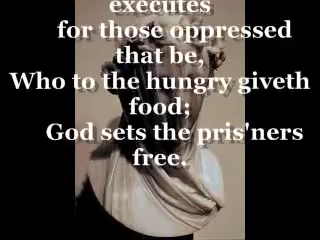 executes
for those oppressed
that be,
Who to the hungry giveth
food;
God sets the pris'ners
free.